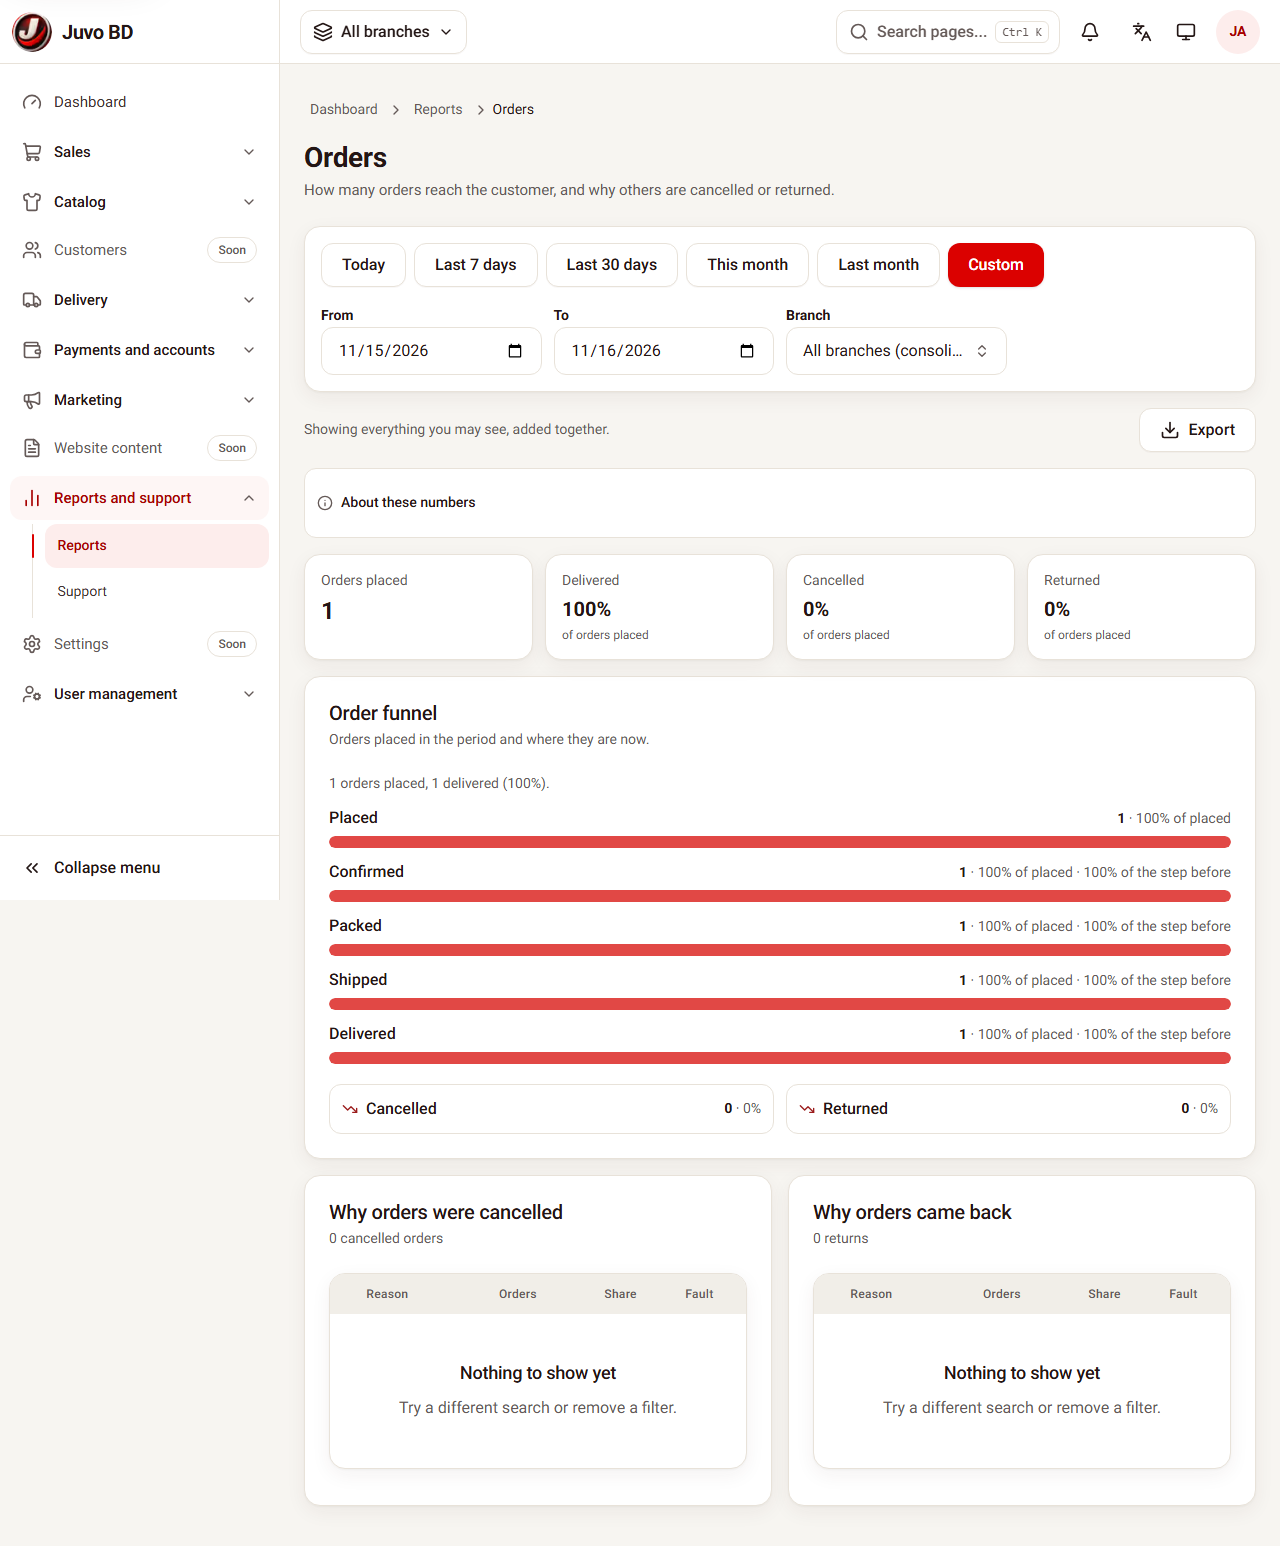 Juvo BD
All branches
Search pages... Ctrl K
JA
Dashboard
Sales
Catalog
Customers Soon
Delivery
Payments and accounts
Marketing
Website content Soon
Reports and support
Reports
Support
Settings Soon
User management
Collapse menu
Dashboard > Reports > Orders
Orders
How many orders reach the customer, and why others are cancelled or returned.
Today Last 7 days Last 30 days This month Last month Custom
From To Branch
11/15/2026 11/16/2026 All branches (consoli...
Showing everything you may see, added together.
Export
About these numbers
Orders placed Delivered Cancelled Returned
1 100% 0% 0%
of orders placed of orders placed of orders placed
Order funnel
Orders placed in the period and where they are now.
1 orders placed, 1 delivered (100%).
Placed 1 · 100% of placed
Confirmed 1 · 100% of placed · 100% of the step before
Packed 1 · 100% of placed · 100% of the step before
Shipped 1 · 100% of placed · 100% of the step before
Delivered 1 · 100% of placed · 100% of the step before
Cancelled 0 · 0% Returned 0 · 0%
Why orders were cancelled
0 cancelled orders
Reason Orders Share Fault
Nothing to show yet
Try a different search or remove a filter.
Why orders came back
0 returns
Reason Orders Share Fault
Nothing to show yet
Try a different search or remove a filter.